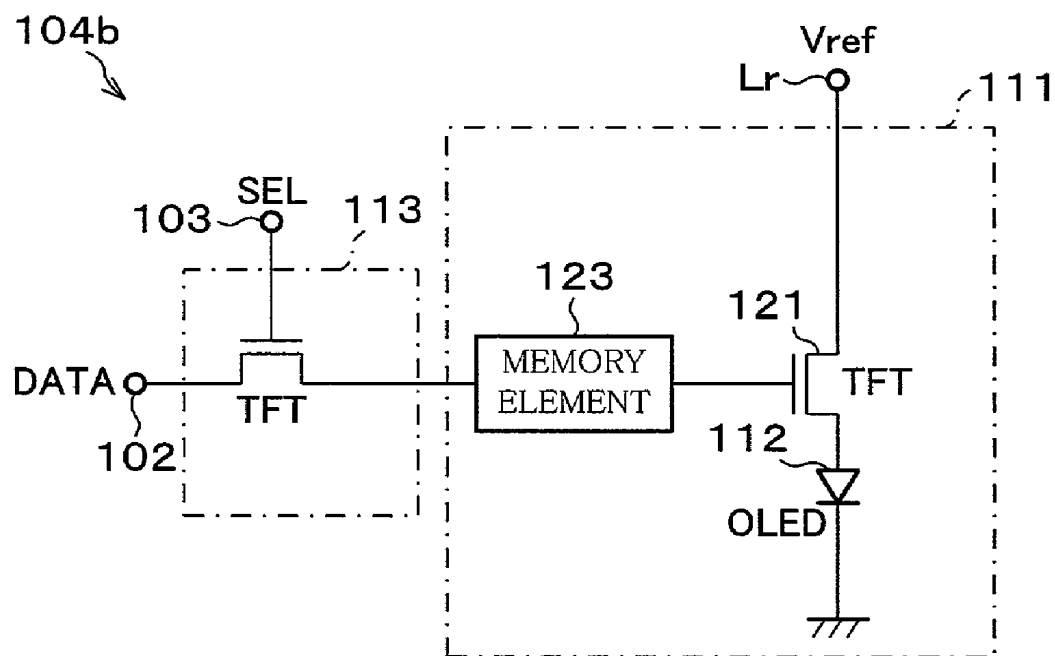 104b
Vref
Lr
111
SEL
103
113
123
121
MEMORY
ELEMENT
DATA
TFT
TFT
102
112
OLED